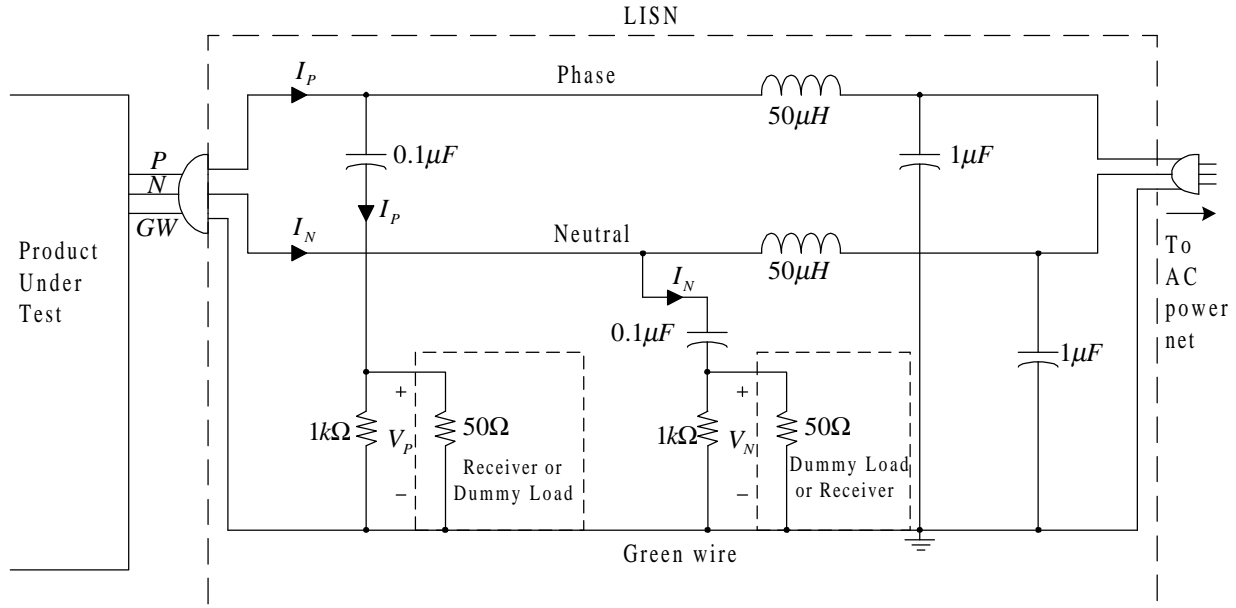 LISN
I_P
Phase
50μH
0.1μF
1μF
P
N
GW
I_P
I_N
Neutral
50μH
To
AC
power
net
Product
Under
Test
I_N
0.1μF
1μF
+
1kΩ
V_P
50Ω
−
Receiver or
Dummy Load
+
1kΩ
V_N
50Ω
−
Dummy Load
or Receiver
Green wire